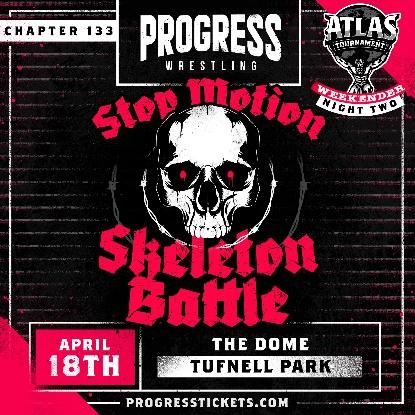 CHAPTER 133
PROGRESS
WRESTLING
ATLAS
TOURNAMENT
WEEKENDER
NIGHT TWO
Stop Motion
Skeleton
Battle
APRIL
18TH
THE DOME
TUFNELL PARK
PROGRESSTICKETS.COM